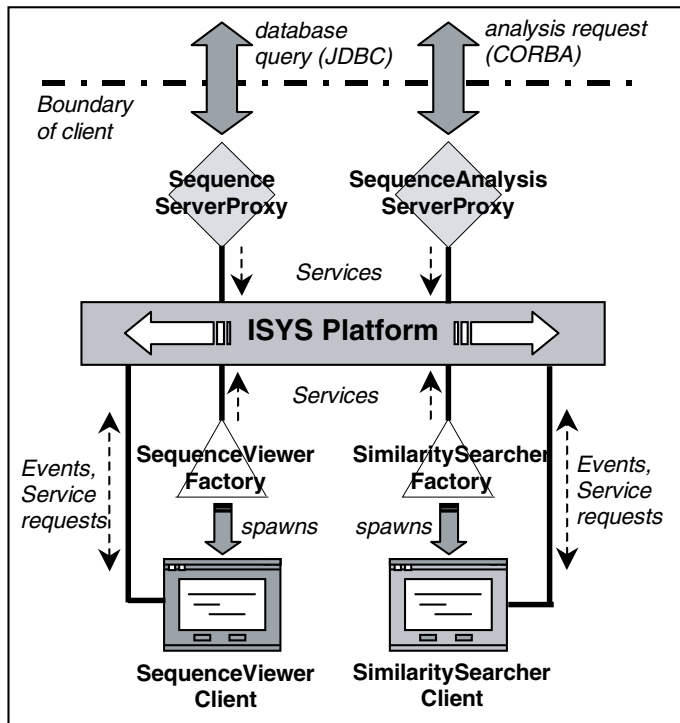 database
query (JDBC)
analysis request
(CORBA)
Boundary
of client
Sequence
ServerProxy
SequenceAnalysis
ServerProxy
Services
ISYS Platform
Services
SequenceViewer
Factory
SimilaritySearcher
Factory
Events,
Service
requests
Events,
Service
requests
spawns
spawns
SequenceViewer
Client
SimilaritySearcher
Client